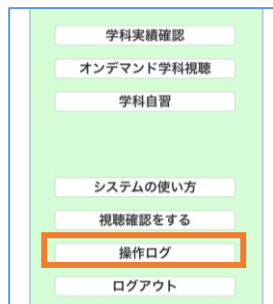 学科実績確認
オンデマンド学科視聴
学科自習
システムの使い方
視聴確認をする
操作ログ
ログアウト